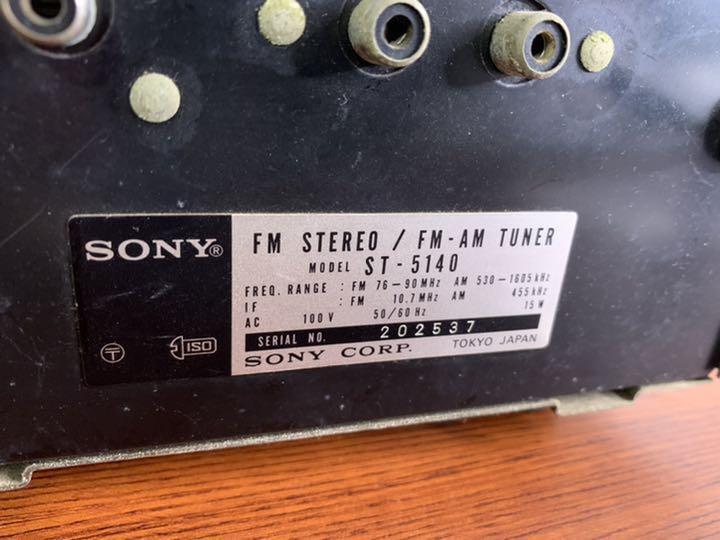 SONY®
FM STEREO / FM-AM TUNER
MODEL ST-5140
FREQ. RANGE : FM 76-90MHz AM 530-1605kHz
IF : FM 10.7MHz AM 455kHz
AC 100V 50/60Hz 15W
SERIAL NO. 202537
SONY CORP. TOKYO JAPAN
〒 ISO